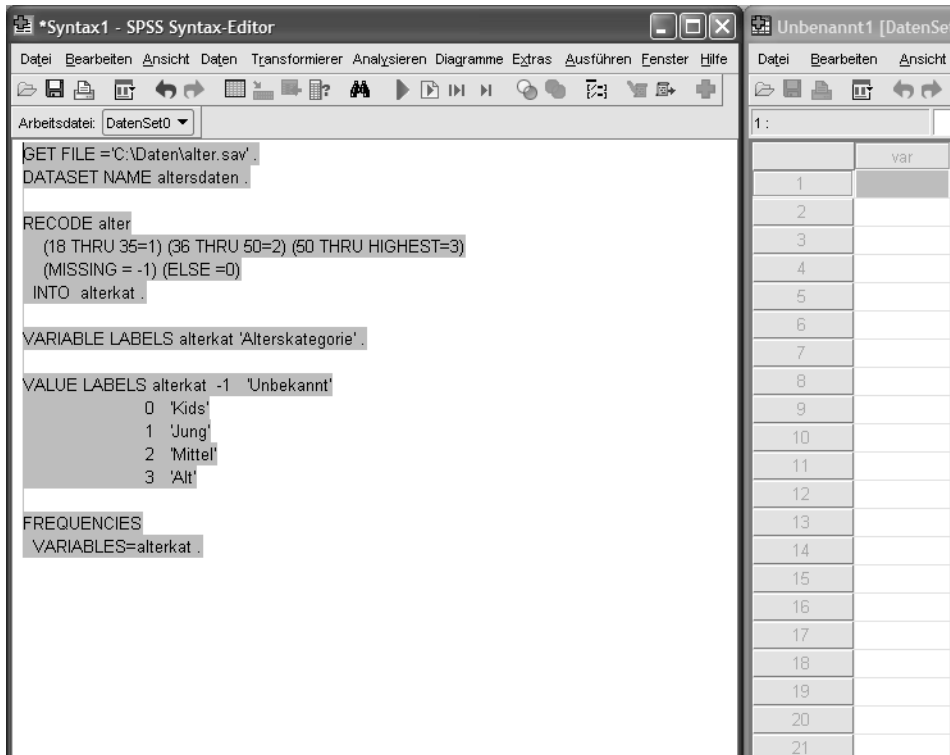 *Syntax1 - SPSS Syntax-Editor
Datei Bearbeiten Ansicht Daten Transformierer Analysieren Diagramme Extras Ausführen Fenster Hilfe
Arbeitsdatei: DatenSet0
GET FILE ='C:\Daten\alter.sav' .
DATASET NAME altersdaten .
RECODE alter
(18 THRU 35=1) (36 THRU 50=2) (50 THRU HIGHEST=3)
(MISSING = -1) (ELSE =0)
INTO alterkat .
VARIABLE LABELS alterkat 'Alterskategorie' .
VALUE LABELS alterkat -1 'Unbekannt'
0 'Kids'
1 'Jung'
2 'Mittel'
3 'Alt'
FREQUENCIES
VARIABLES=alterkat .
Unbenannt1 [DatenSe
Datei Bearbeiten Ansicht
1 :
var
1
2
3
4
5
6
7
8
9
10
11
12
13
14
15
16
17
18
19
20
21